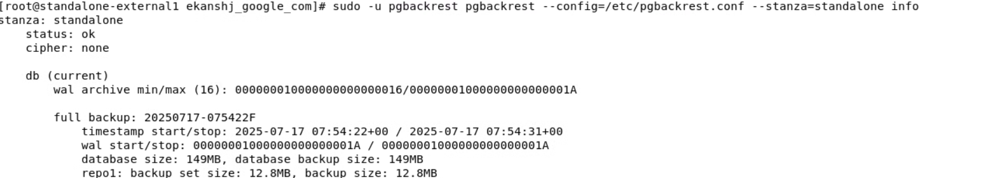 [root@standalone-external1 ekanshj_google_com]# sudo -u pgbackrest pgbackrest --config=/etc/pgbackrest.conf --stanza=standalone info
stanza: standalone
status: ok
cipher: none
db (current)
wal archive min/max (16): 000000010000000000000016/00000001000000000000001A
full backup: 20250717-075422F
timestamp start/stop: 2025-07-17 07:54:22+00 / 2025-07-17 07:54:31+00
wal start/stop: 00000001000000000000001A / 00000001000000000000001A
database size: 149MB, database backup size: 149MB
repo1: backup set size: 12.8MB, backup size: 12.8MB